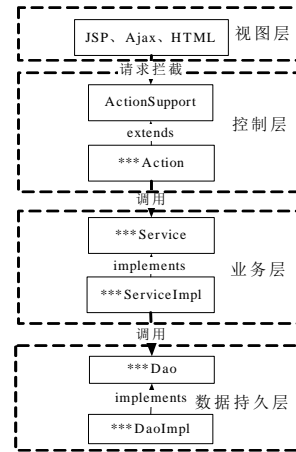 JSP、Ajax、HTML
视图层
请求拦截
ActionSupport
extends
控制层
***Action
调用
***Service
implements
业务层
***ServiceImpl
调用
***Dao
implements
数据持久层
***DaoImpl